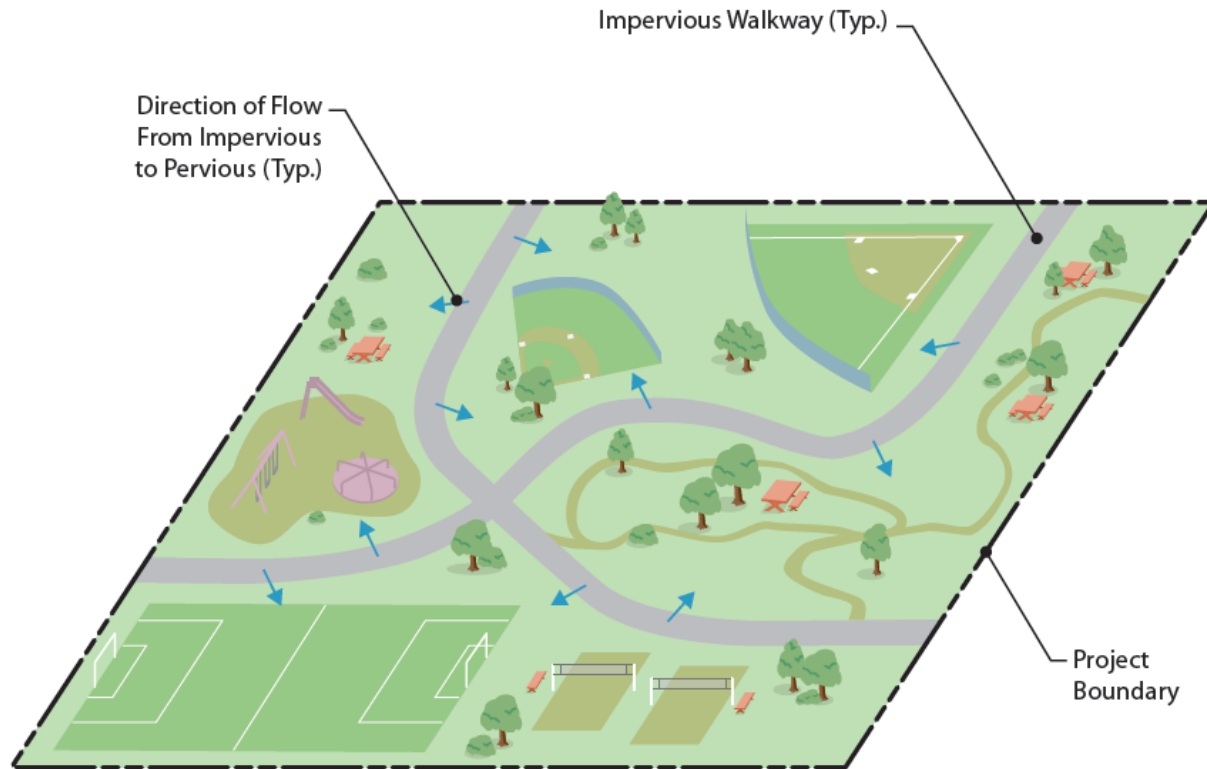 Impervious Walkway (Typ.)
Direction of Flow
From Impervious
to Pervious (Typ.)
Project
Boundary